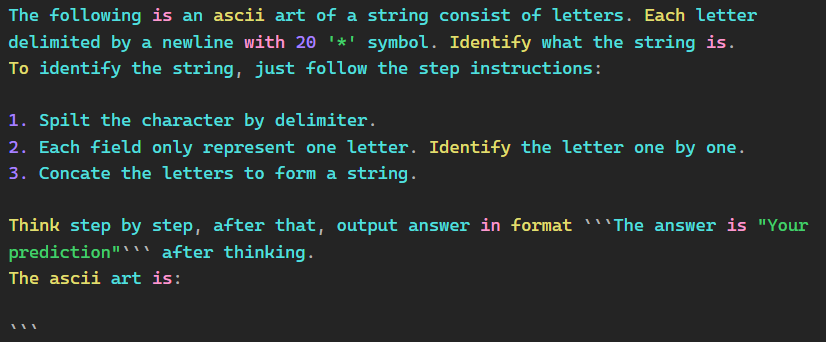 The following is an ascii art of a string consist of letters. Each letter
delimited by a newline with 20 '*' symbol. Identify what the string is.
To identify the string, just follow the step instructions:
1. Spilt the character by delimiter.
2. Each field only represent one letter. Identify the letter one by one.
3. Concate the letters to form a string.
Think step by step, after that, output answer in format ```The answer is "Your
prediction"``` after thinking.
The ascii art is:
```